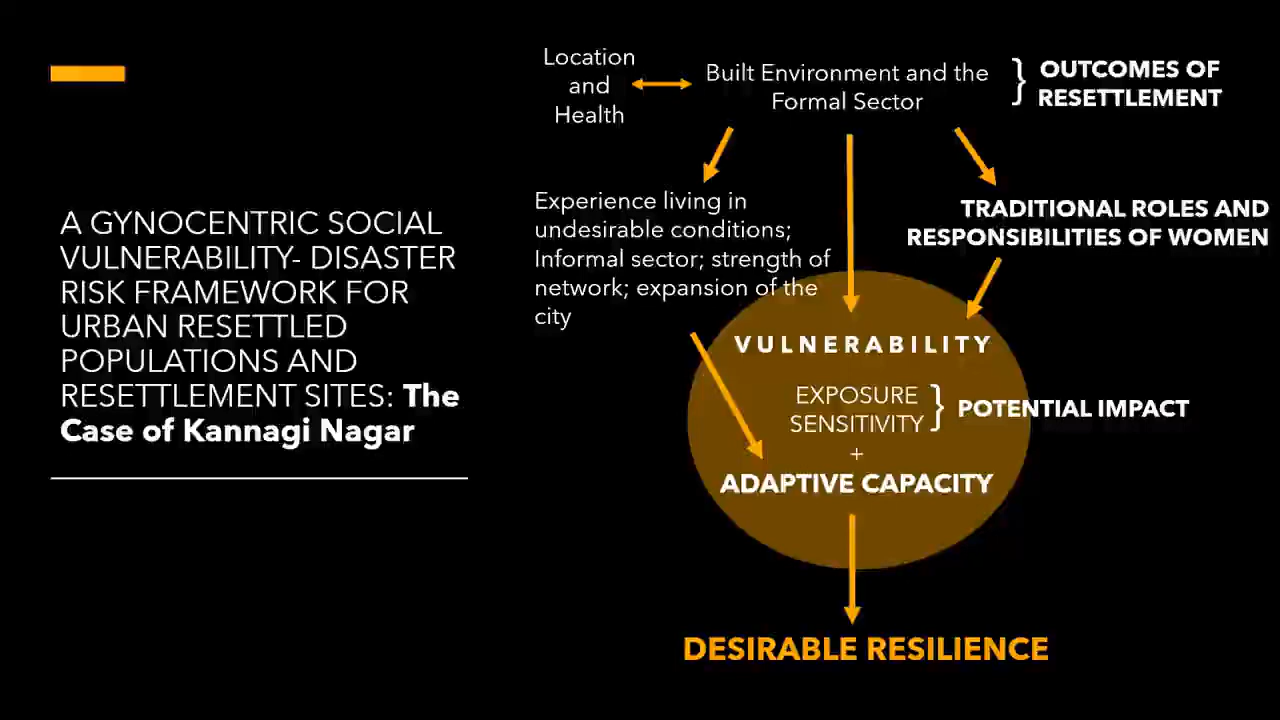 A GYNOCENTRIC SOCIAL
VULNERABILITY- DISASTER
RISK FRAMEWORK FOR
URBAN RESETTLED
POPULATIONS AND
RESETTLEMENT SITES: The
Case of Kannagi Nagar
Location
and
Health
Built Environment and the
Formal Sector
} OUTCOMES OF
RESETTLEMENT
Experience living in
undesirable conditions;
Informal sector; strength of
network; expansion of the
city
TRADITIONAL ROLES AND
RESPONSIBILITIES OF WOMEN
VULNERABILITY
EXPOSURE
SENSITIVITY
} POTENTIAL IMPACT
+
ADAPTIVE CAPACITY
DESIRABLE RESILIENCE